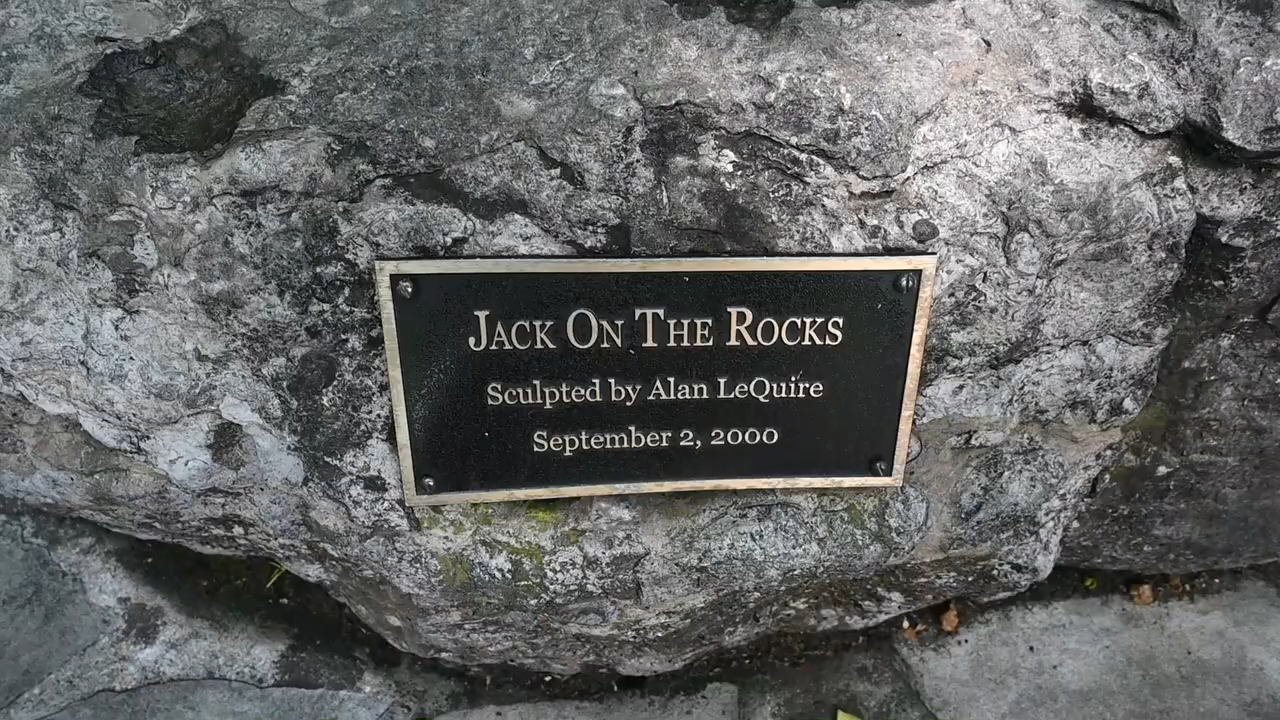 Jack On The Rocks
Sculpted by Alan LeQuire
September 2, 2000